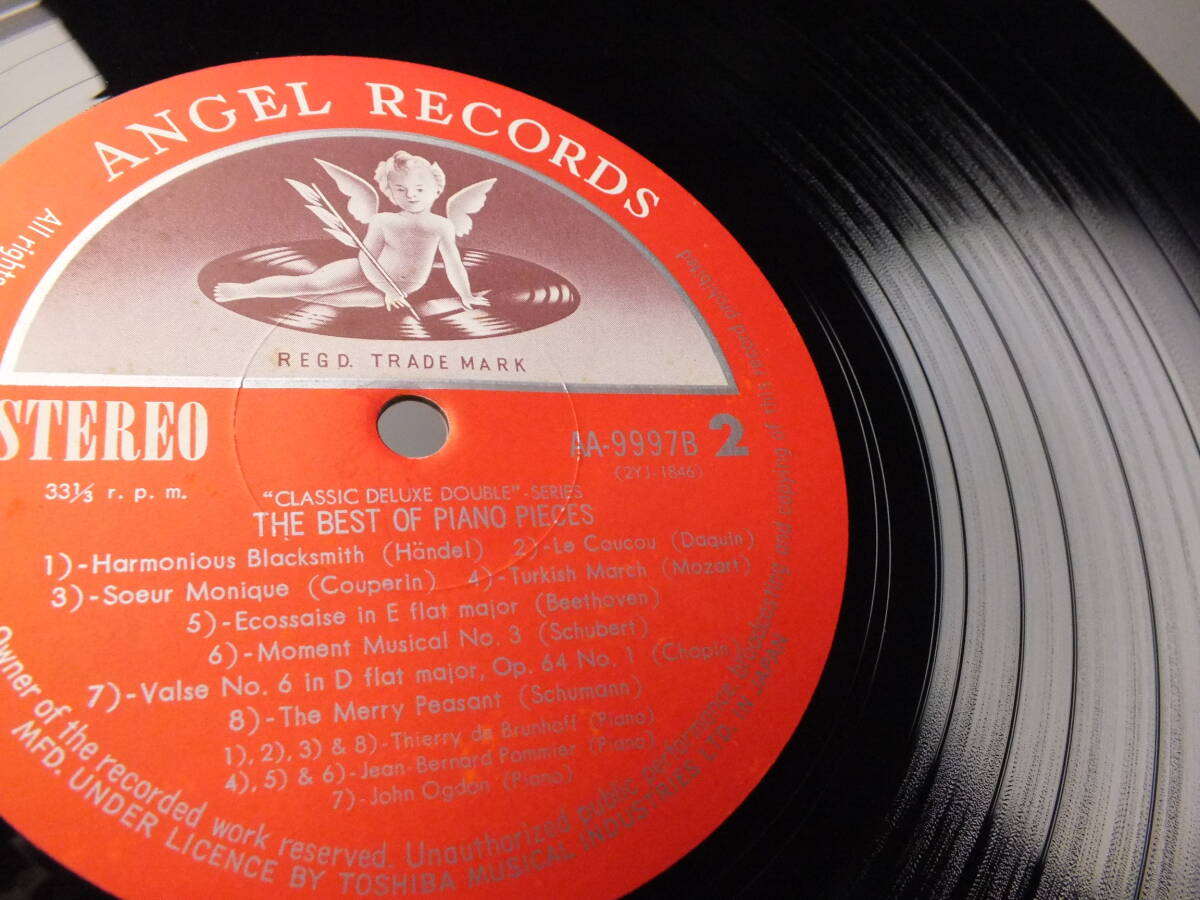 ANGEL RECORDS
REGD. TRADE MARK
STEREO
AA-9997B 2
(2YJ-1846)
33⅓ r. p. m.
"CLASSIC DELUXE DOUBLE"-SERIES
THE BEST OF PIANO PIECES
1)-Harmonious Blacksmith (Händel) 2)-Le Coucou (Daquin)
3)-Soeur Monique (Couperin) 4)-Turkish March (Mozart)
5)-Ecossaise in E flat major (Beethoven)
6)-Moment Musical No. 3 (Schubert)
7)-Valse No. 6 in D flat major, Op. 64 No. 1 (Chopin)
8)-The Merry Peasant (Schumann)
1), 2), 3) & 8)-Thierry de Brunhoff (Piano)
4), 5) & 6)-Jean-Bernard Pommier (Piano)
7)-John Ogdon (Piano)
All rights
Owner of the recorded work reserved. Unauthorized public performance, broadcasting and copying of this record prohibited
MFD. UNDER LICENCE BY TOSHIBA MUSICAL INDUSTRIES LTD. IN JAPAN